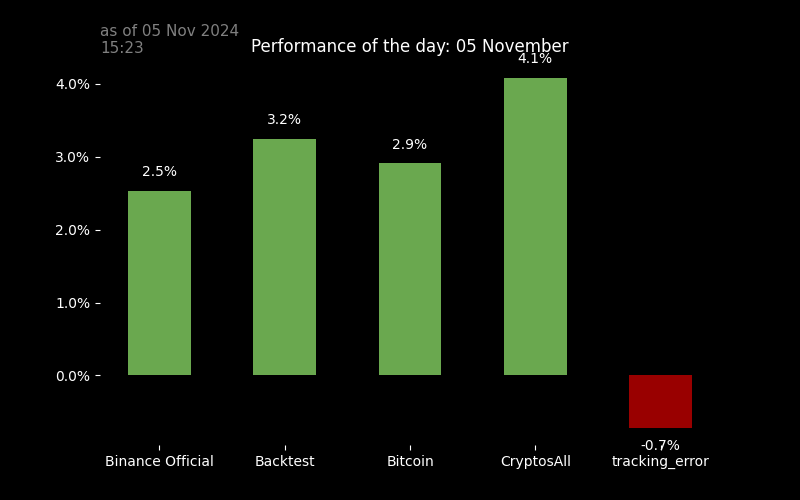 as of 05 Nov 2024
15:23
Performance of the day: 05 November
4.1%
4.0%
3.2%
3.0%
2.9%
2.5%
2.0%
1.0%
0.0%
-0.7%
Binance Official
Backtest
Bitcoin
CryptosAll
tracking_error